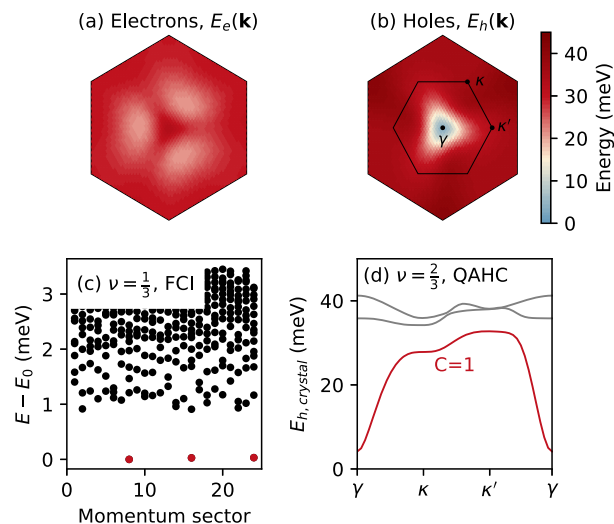 (a) Electrons, E_e(k)
(b) Holes, E_h(k)
κ
κ′
γ
40
30
20
10
0
Energy (meV)
(c) ν = 1/3, FCI
3
2
1
0
E − E_0 (meV)
0
10
20
Momentum sector
(d) ν = 2/3, QAHC
40
20
0
E_{h,crystal} (meV)
C=1
γ
κ
κ′
γ